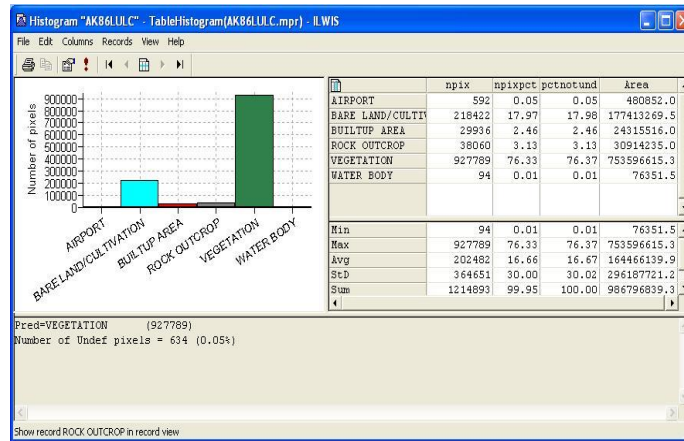 Histogram "AK86LULC" - TableHistogram(AK86LULC.mpr) - ILWIS
File Edit Columns Records View Help
Number of pixels
900000
800000
700000
600000
500000
400000
300000
200000
100000
0
AIRPORT
BARE LAND/CULTIVATION
BUILTUP AREA
ROCK OUTCROP
VEGETATION
WATER BODY
npix npixpct pctnotund Area
AIRPORT 592 0.05 0.05 480852.0
BARE LAND/CULTIV 218422 17.97 17.98 177413269.5
BUILTUP AREA 29936 2.46 2.46 24315516.0
ROCK OUTCROP 38060 3.13 3.13 30914235.0
VEGETATION 927789 76.33 76.37 753596615.3
WATER BODY 94 0.01 0.01 76351.5
Min 94 0.01 0.01 76351.5
Max 927789 76.33 76.37 753596615.3
Avg 202482 16.66 16.67 164466139.9
StD 364651 30.00 30.02 296187721.2
Sum 1214893 99.95 100.00 986796839.3
Pred=VEGETATION (927789)
Number of Undef pixels = 634 (0.05%)
Show record ROCK OUTCROP in record view